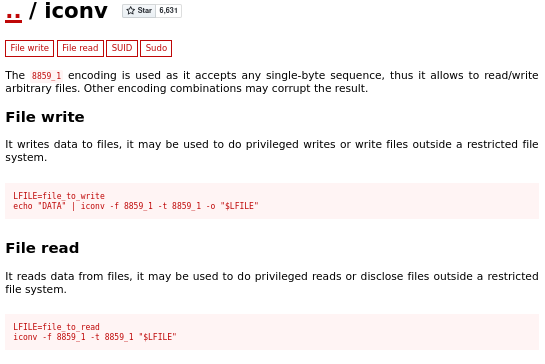 .. / iconv Star 6,631
File write File read SUID Sudo
The 8859_1 encoding is used as it accepts any single-byte sequence, thus it allows to read/write
arbitrary files. Other encoding combinations may corrupt the result.
File write
It writes data to files, it may be used to do privileged writes or write files outside a restricted file
system.
LFILE=file_to_write
echo "DATA" | iconv -f 8859_1 -t 8859_1 -o "$LFILE"
File read
It reads data from files, it may be used to do privileged reads or disclose files outside a restricted
file system.
LFILE=file_to_read
iconv -f 8859_1 -t 8859_1 "$LFILE"